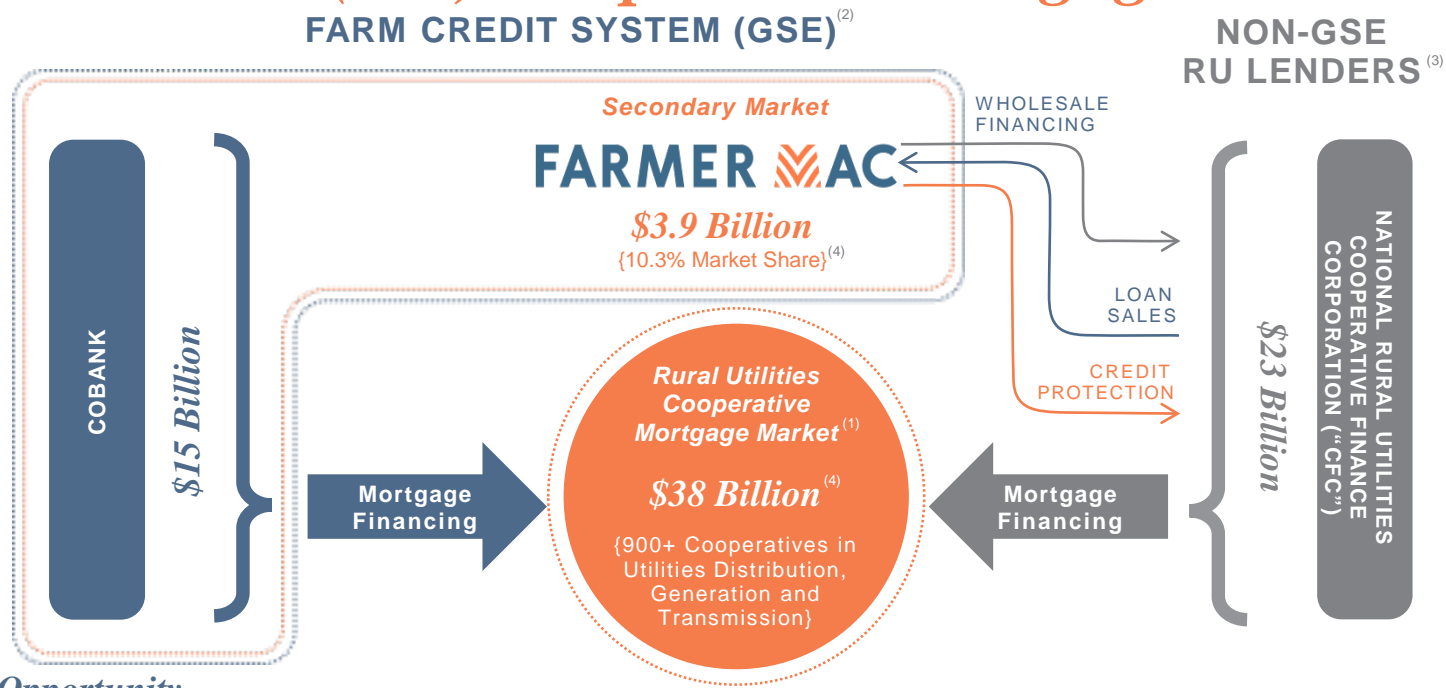 FARM CREDIT SYSTEM (GSE)(2)
NON-GSE
RU LENDERS (3)
Secondary Market
FARMER MAC
$3.9 Billion
{10.3% Market Share}(4)
WHOLESALE
FINANCING
LOAN
SALES
CREDIT
PROTECTION
COBANK
$15 Billion
Mortgage
Financing
Rural Utilities
Cooperative
Mortgage Market (1)
$38 Billion (4)
{900+ Cooperatives in
Utilities Distribution,
Generation and
Transmission}
Mortgage
Financing
$23 Billion
NATIONAL RURAL UTILITIES
COOPERATIVE FINANCE
CORPORATION (“CFC”)
Opportunity